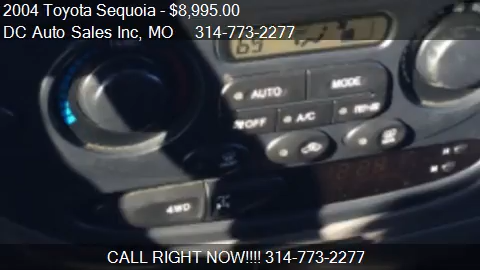 2004 Toyota Sequoia - $8,995.00
DC Auto Sales Inc, MO 314-773-2277
65
AUTO MODE
OFF A/C
4WD
CALL RIGHT NOW!!!! 314-773-2277